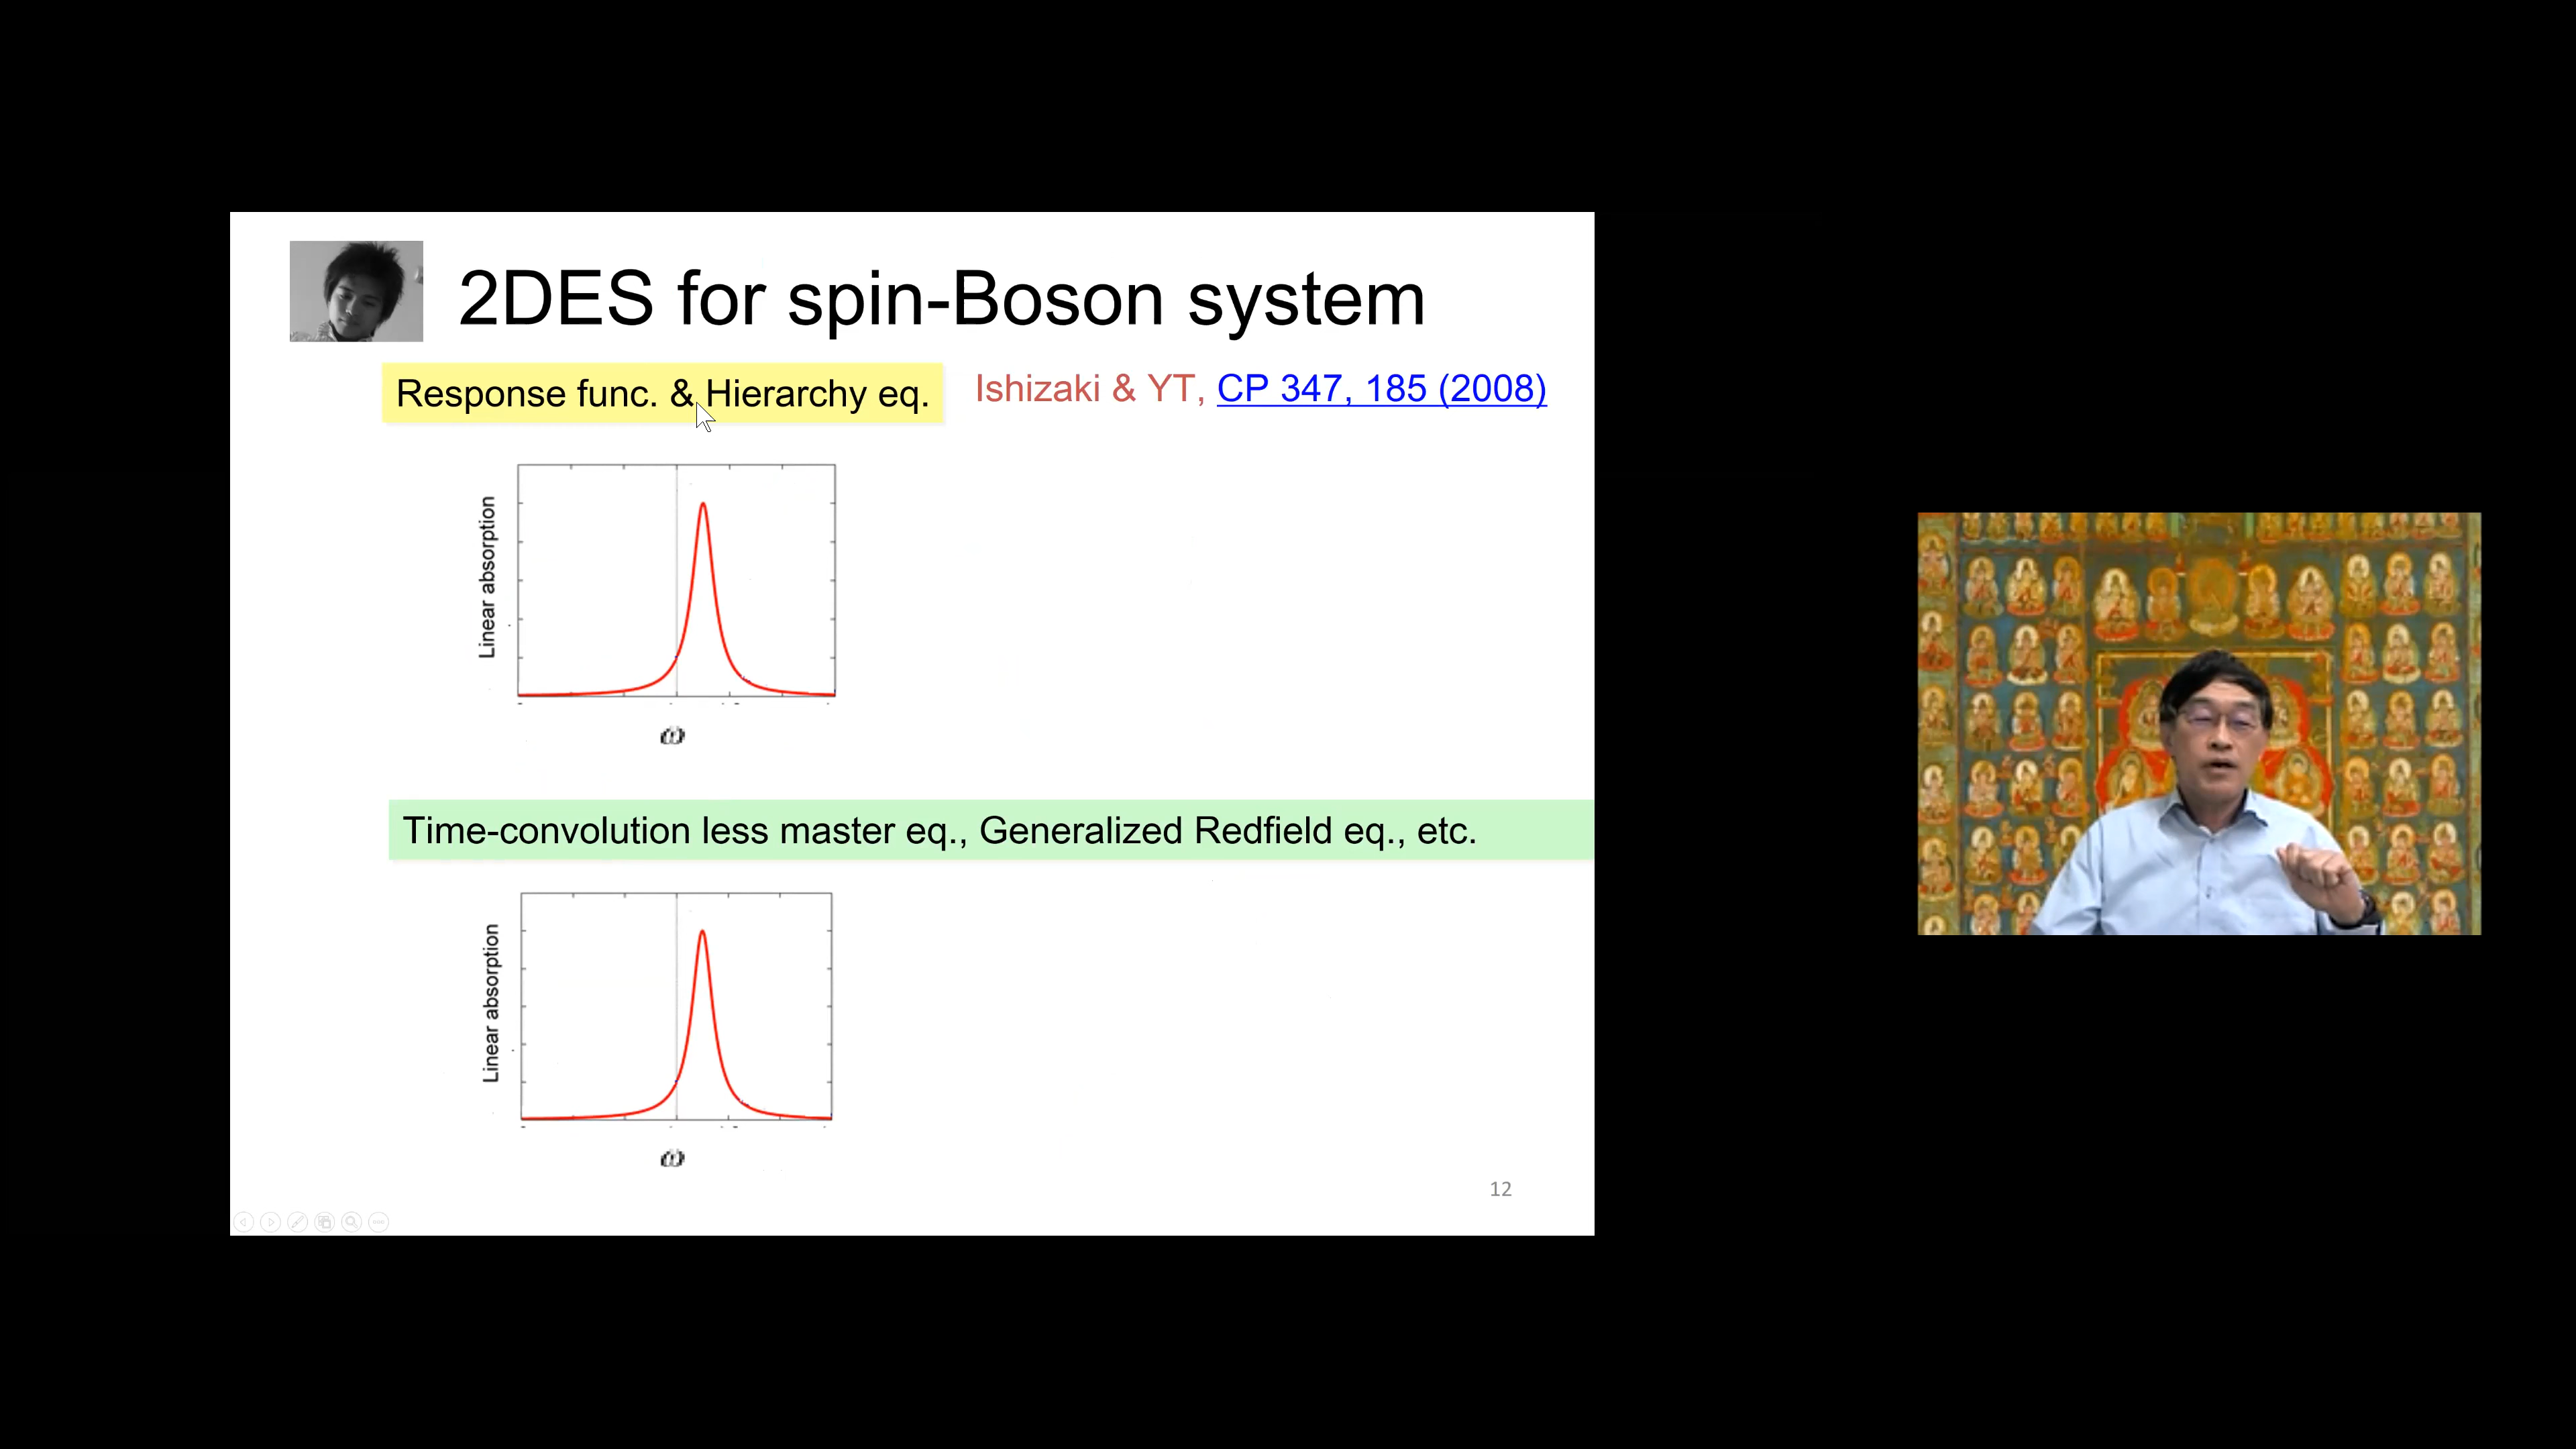 2DES for spin-Boson system
Response func. & Hierarchy eq.
Ishizaki & YT, CP 347, 185 (2008)
Linear absorption
ω
Time-convolution less master eq., Generalized Redfield eq., etc.
Linear absorption
ω
12